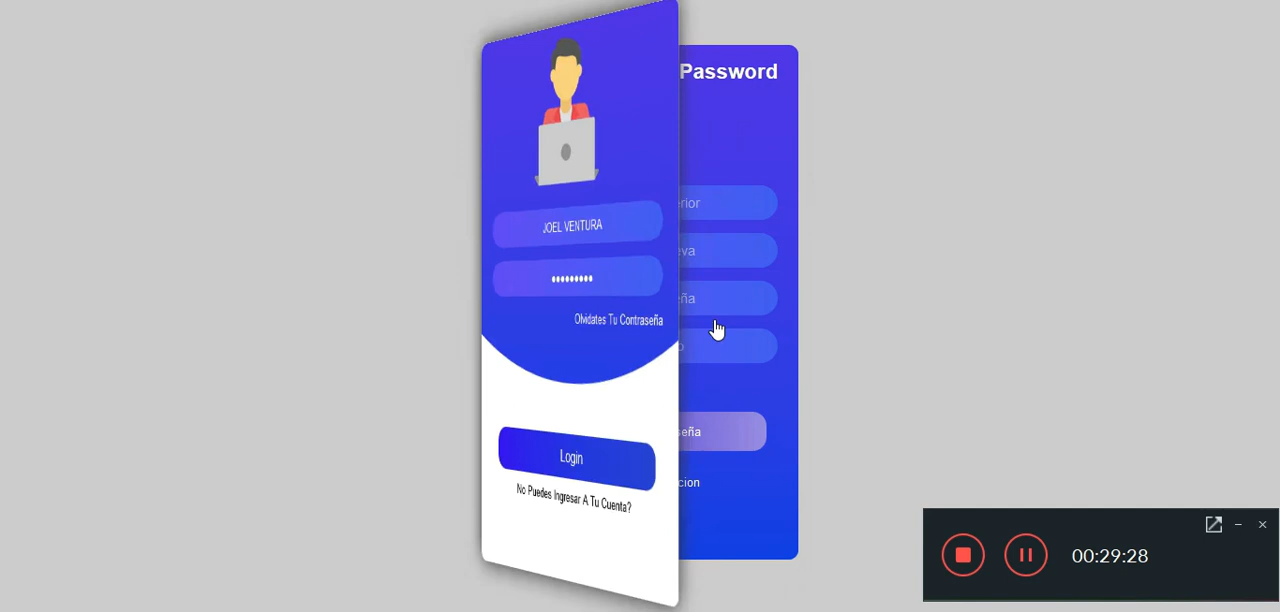 Password
JOEL VENTURA
•••••••••
Olvidates Tu Contraseña
Login
No Puedes Ingresar A Tu Cuenta?
00:29:28